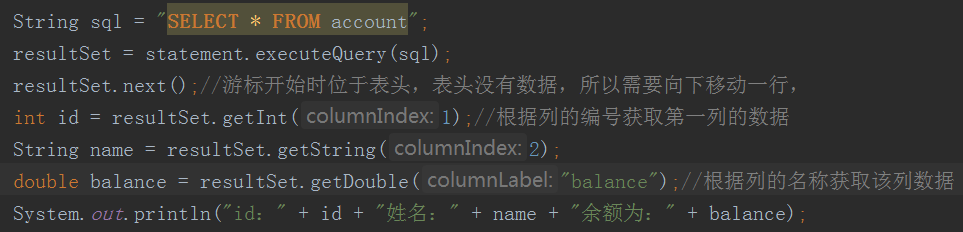 String sql = "SELECT * FROM account";
resultSet = statement.executeQuery(sql);
resultSet.next();//游标开始时位于表头，表头没有数据，所以需要向下移动一行，
int id = resultSet.getInt( columnIndex: 1);//根据列的编号获取第一列的数据
String name = resultSet.getString( columnIndex: 2);
double balance = resultSet.getDouble( columnLabel: "balance");//根据列的名称获取该列数据
System.out.println("id：" + id + "姓名：" + name + "余额为：" + balance);